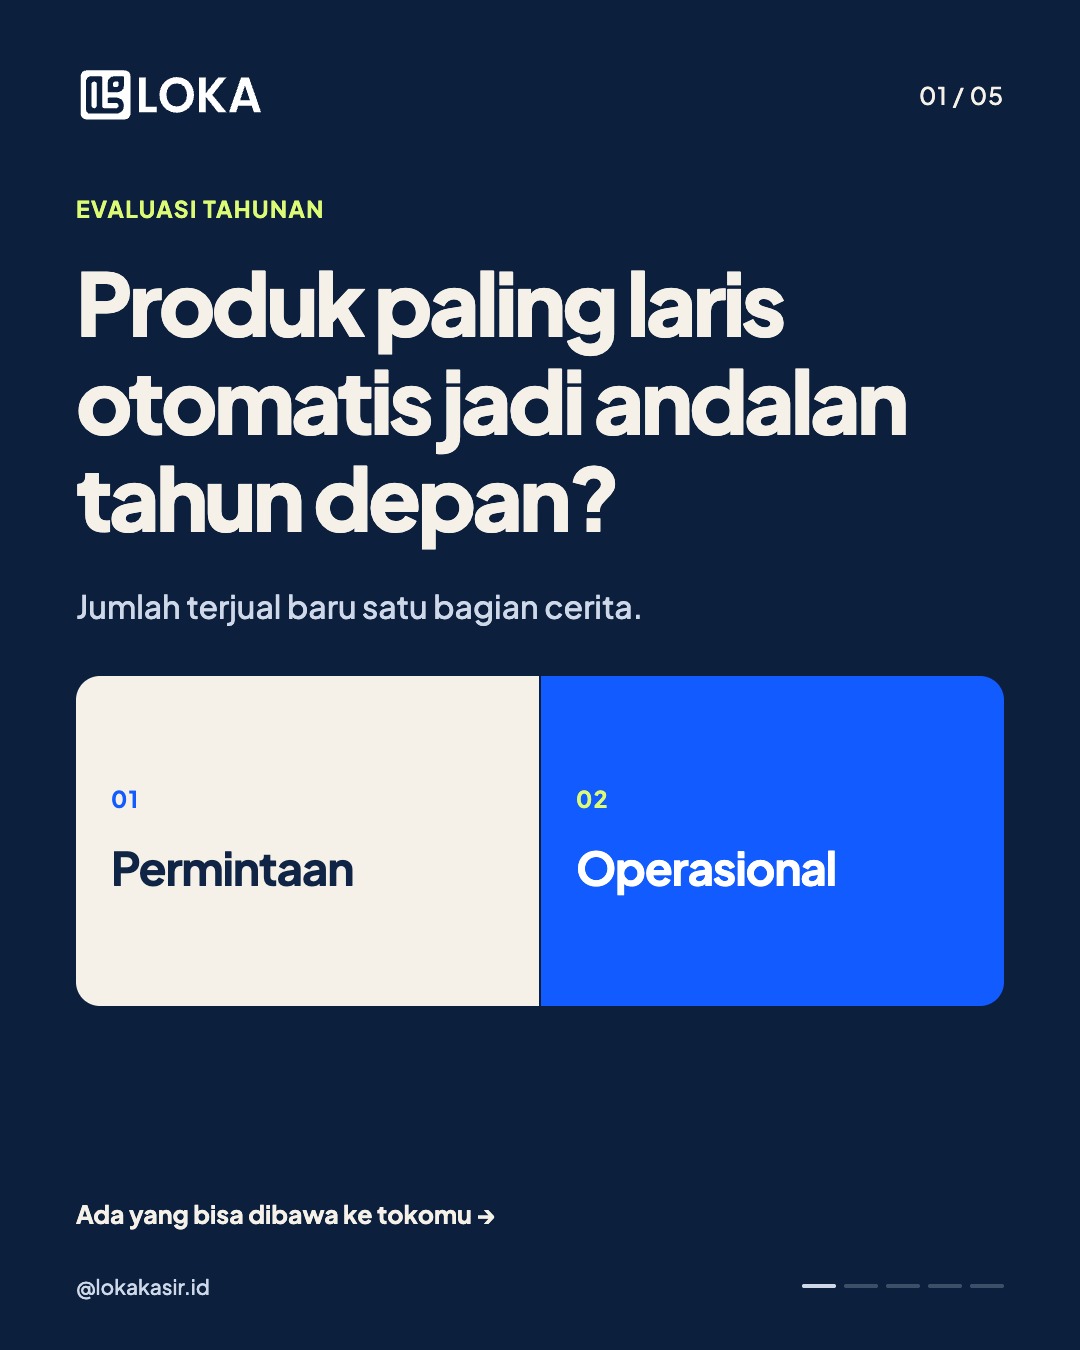 LOKA
01 / 05
EVALUASI TAHUNAN
Produk paling laris
otomatis jadi andalan
tahun depan?
Jumlah terjual baru satu bagian cerita.
01
Permintaan
02
Operasional
Ada yang bisa dibawa ke tokomu →
@lokakasir.id